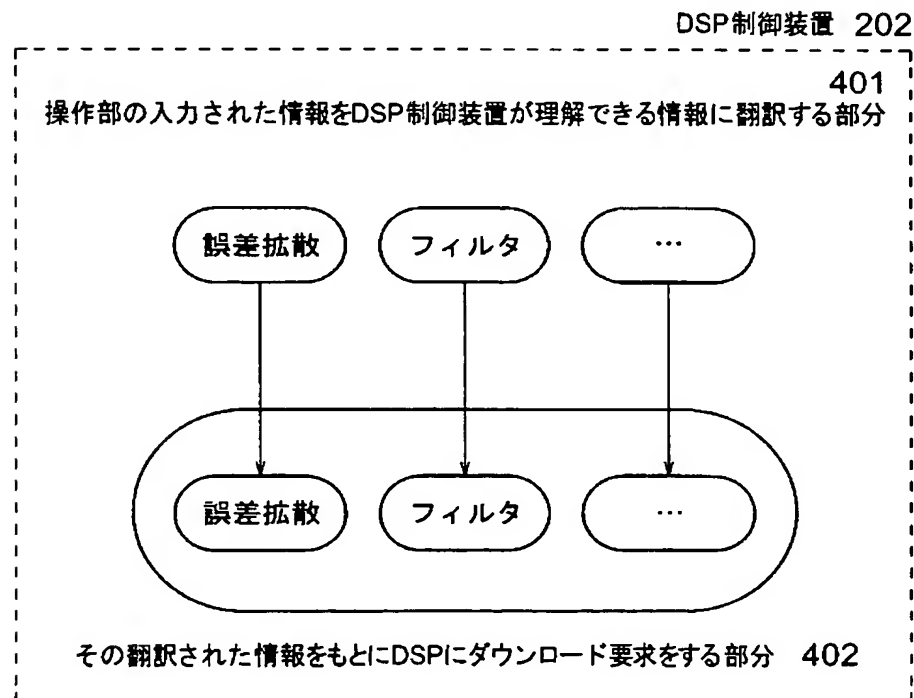 DSP制御装置 202
401
操作部の入力された情報をDSP制御装置が理解できる情報に翻訳する部分
誤差拡散 フィルタ …
誤差拡散 フィルタ …
その翻訳された情報をもとにDSPにダウンロード要求をする部分 402